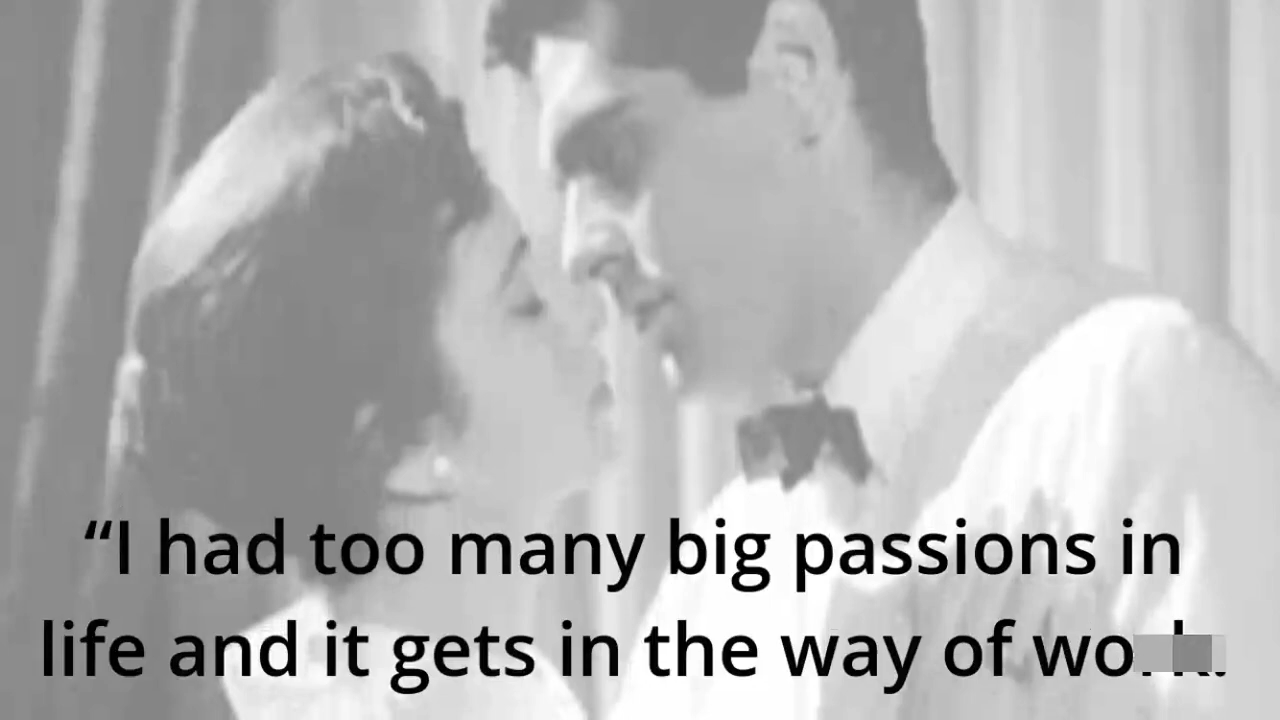 “I had too many big passions in
life and it gets in the way of